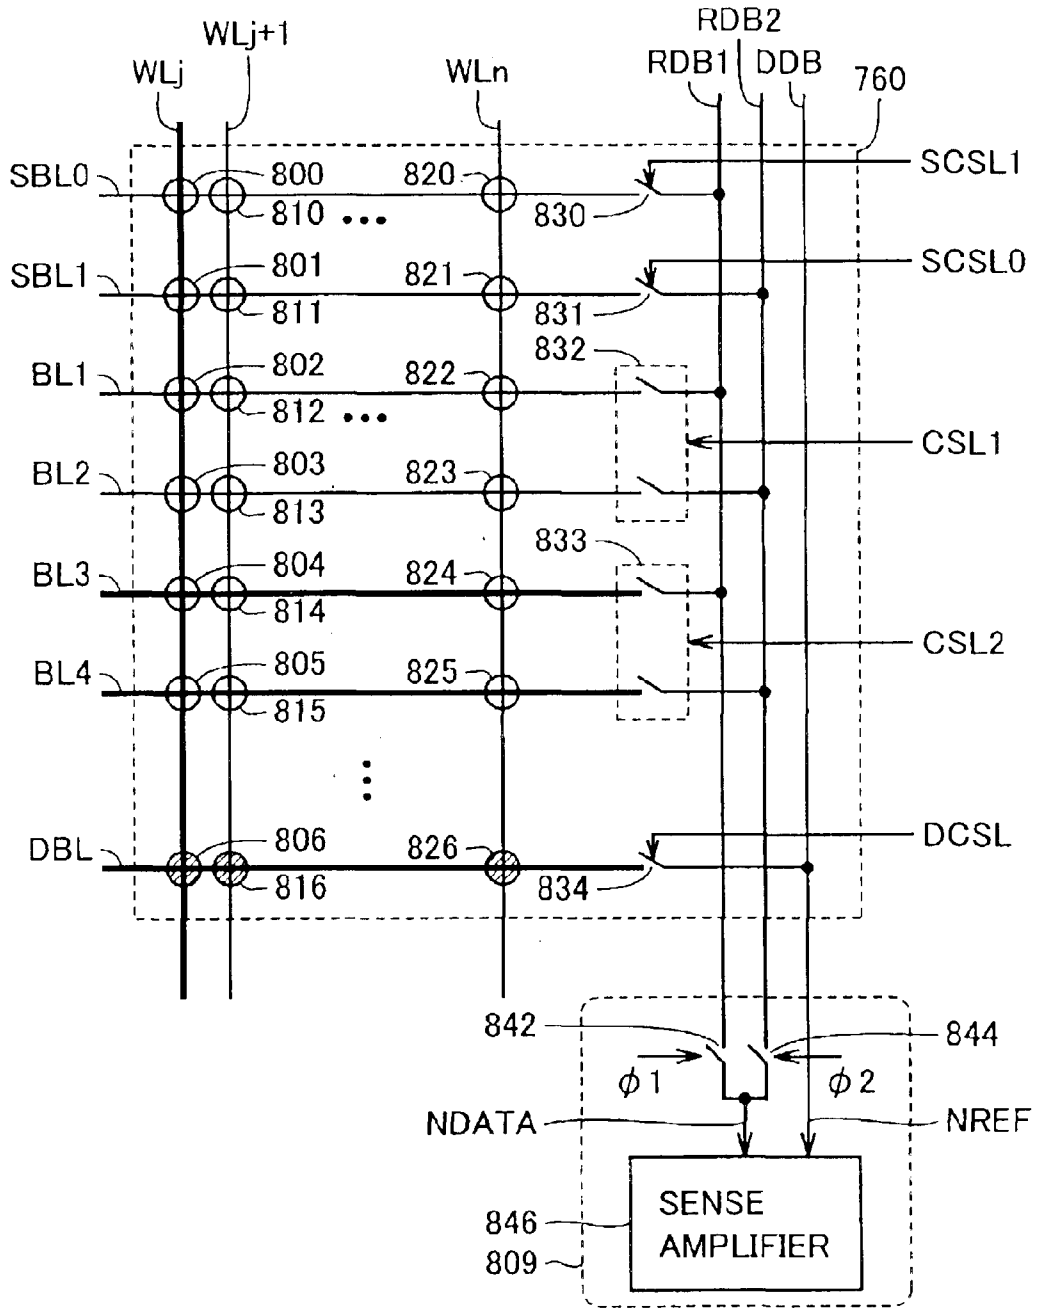 RDB2
WLj+1
WLj
WLn
RDB1
DDB
760
SBL0
800
820
SCSL1
810
830
SBL1
801
821
SCSL0
811
831
832
BL1
802
822
812
CSL1
BL2
803
823
813
833
BL3
804
824
814
CSL2
BL4
805
825
815
DBL
806
826
DCSL
816
834
842
844
φ1
φ2
NDATA
NREF
846
SENSE
AMPLIFIER
809